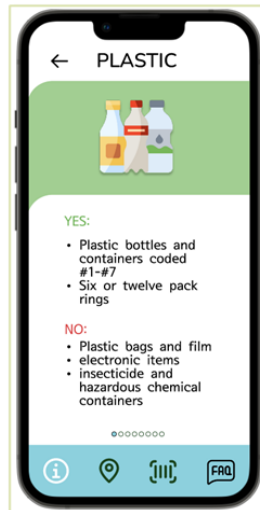 PLASTIC
YES:
• Plastic bottles and
containers coded
#1-#7
• Six or twelve pack
rings
NO:
• Plastic bags and film
• electronic items
• insecticide and
hazardous chemical
containers
FAQ